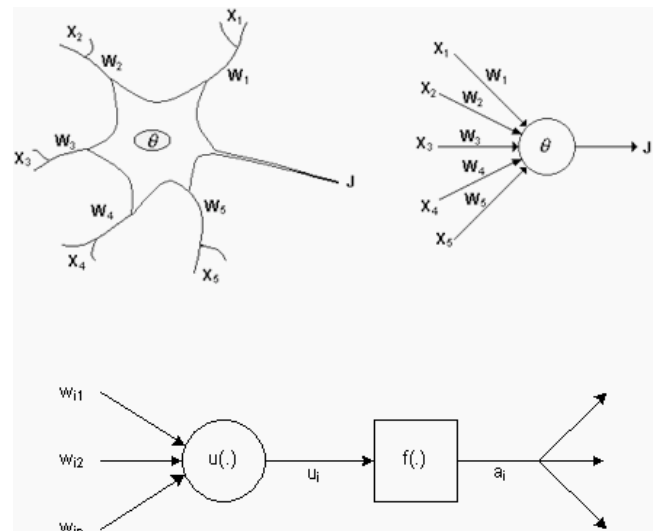 X₁
X₂
W₂
W₁
W₃
θ
X₃
W₄
W₅
J
X₄
X₅
X₁
W₁
X₂
W₂
X₃
W₃
θ
J
W₄
X₄
W₅
X₅
wᵢ₁
wᵢ₂
u(.)
uᵢ
f(.)
aᵢ